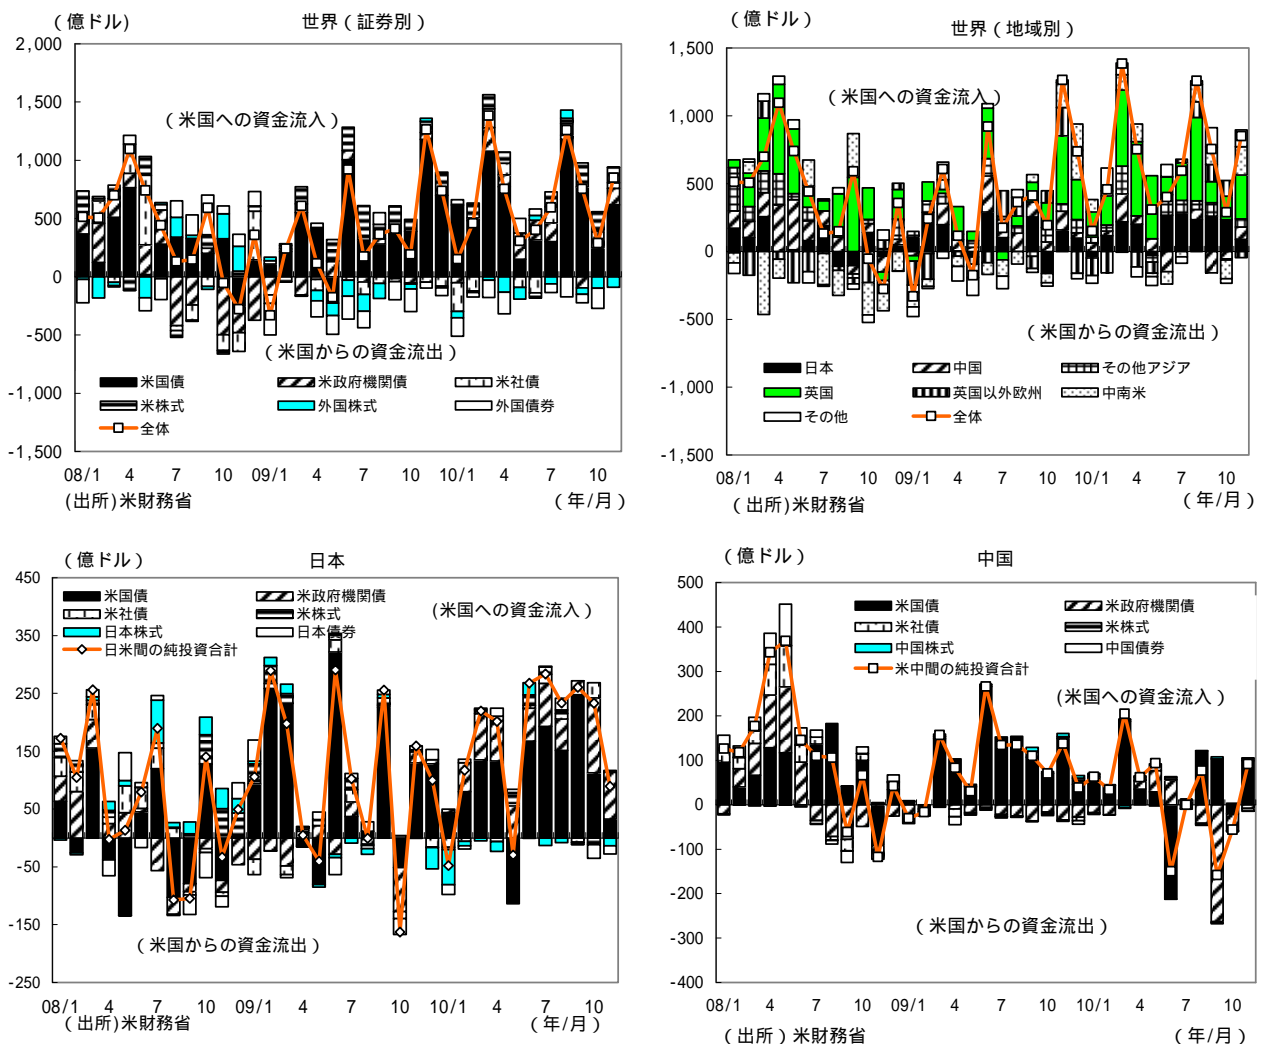 （億ドル）
世界（証券別）
2,000
1,500
1,000
500
0
-500
-1,000
-1,500
（米国への資金流入）
（米国からの資金流出）
米国債
米政府機関債
米社債
米株式
外国株式
外国債券
全体
08/1 4 7 10 09/1 4 7 10 10/1 4 7 10
(出所)米財務省
（年/月）
（億ドル）
世界（地域別）
1,500
1,000
500
0
-500
-1,000
-1,500
（米国への資金流入）
（米国からの資金流出）
日本
中国
その他アジア
英国
英国以外欧州
中南米
その他
全体
08/1 4 7 10 09/1 4 7 10 10/1 4 7 10
（年/月）
（出所）米財務省
（億ドル）
日本
450
350
250
150
50
-50
-150
-250
米国債
米政府機関債
米社債
米株式
日本株式
日本債券
日米間の純投資合計
(米国への資金流入）
（米国からの資金流出）
08/1 4 7 10 09/1 4 7 10 10/1 4 7 10
(出所)米財務省
（年/月）
（億ドル）
中国
500
400
300
200
100
0
-100
-200
-300
-400
米国債
米政府機関債
米社債
米株式
中国株式
中国債券
米中間の純投資合計
（米国への資金流入）
（米国からの資金流出）
08/1 4 7 10 09/1 4 7 10 10/1 4 7 10
（出所）米財務省
（年/月）